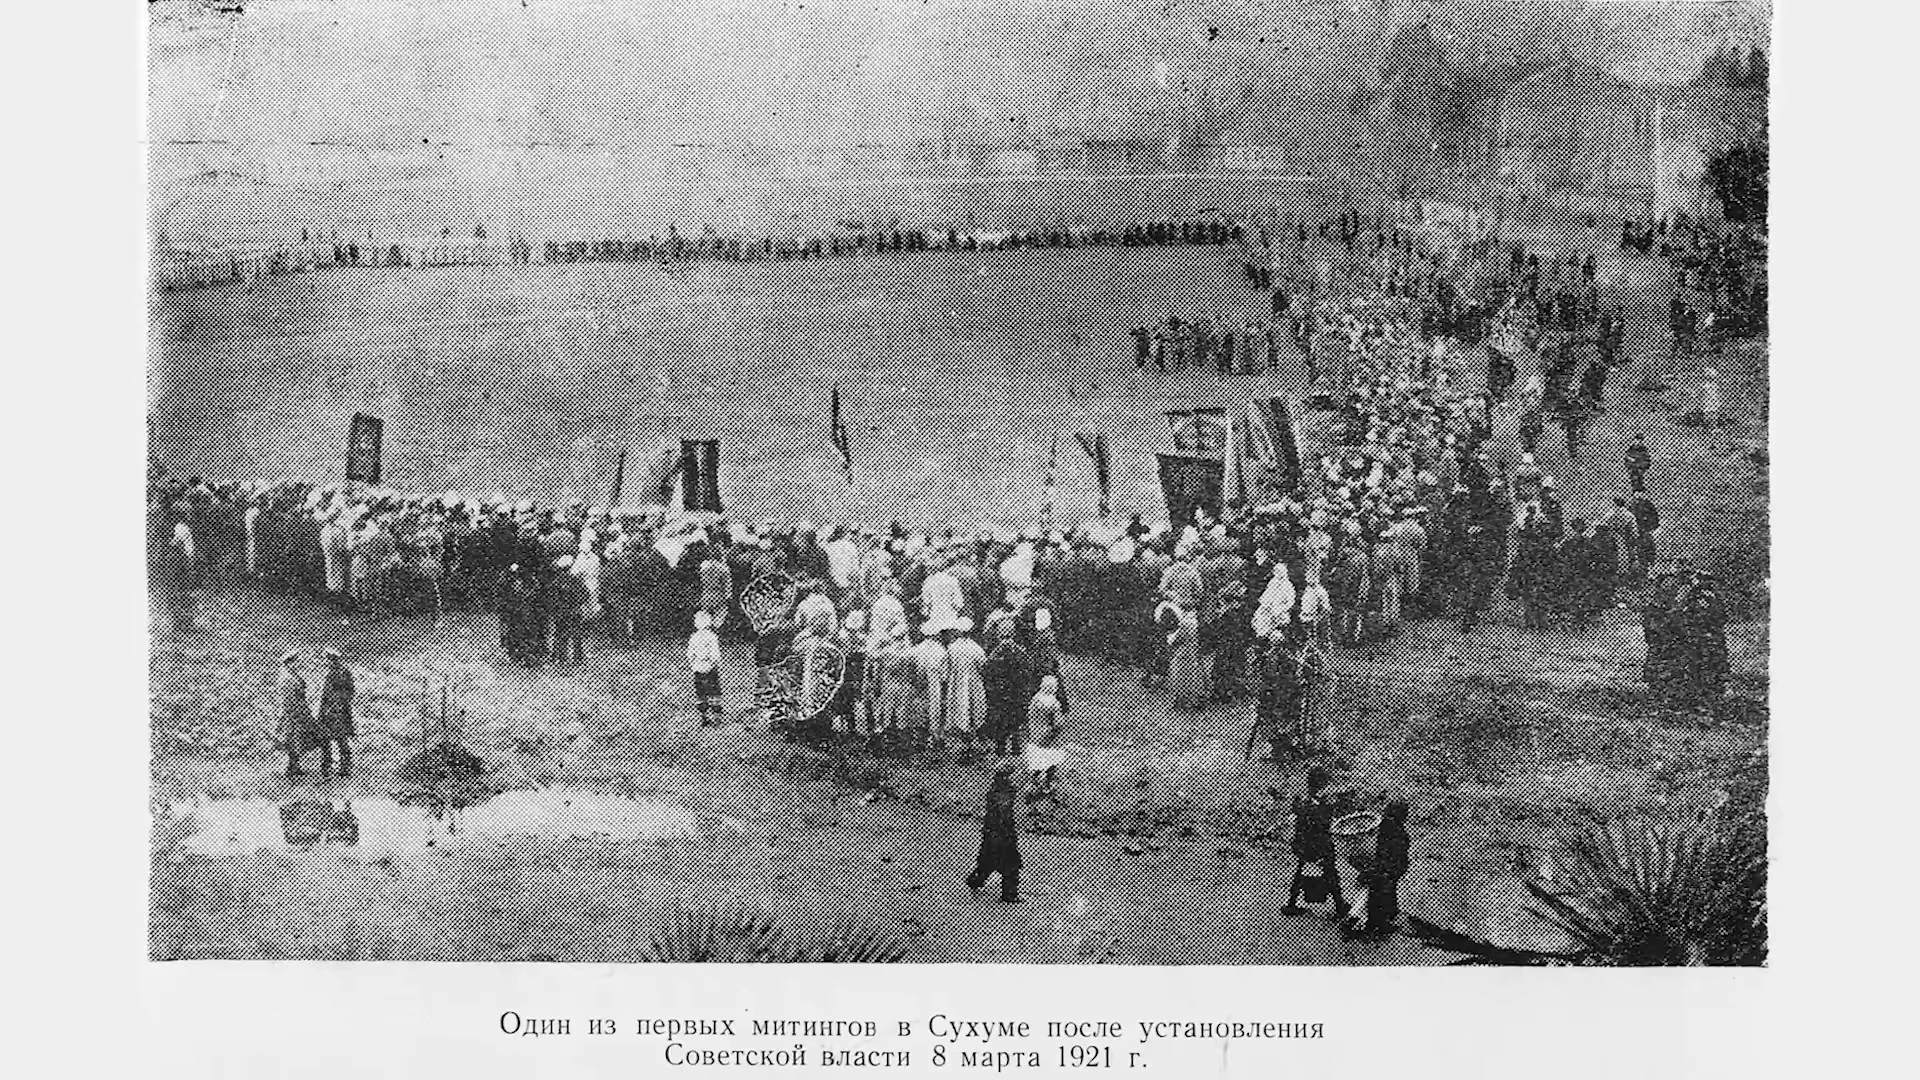 Один из первых митингов в Сухуме после установления
Советской власти 8 марта 1921 г.